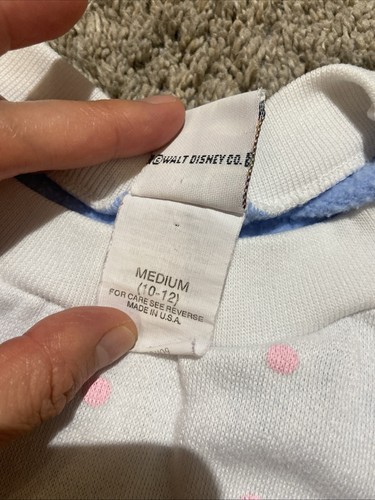 ©WALT DISNEY CO.
MEDIUM
(10-12)
FOR CARE SEE REVERSE
MADE IN U.S.A.